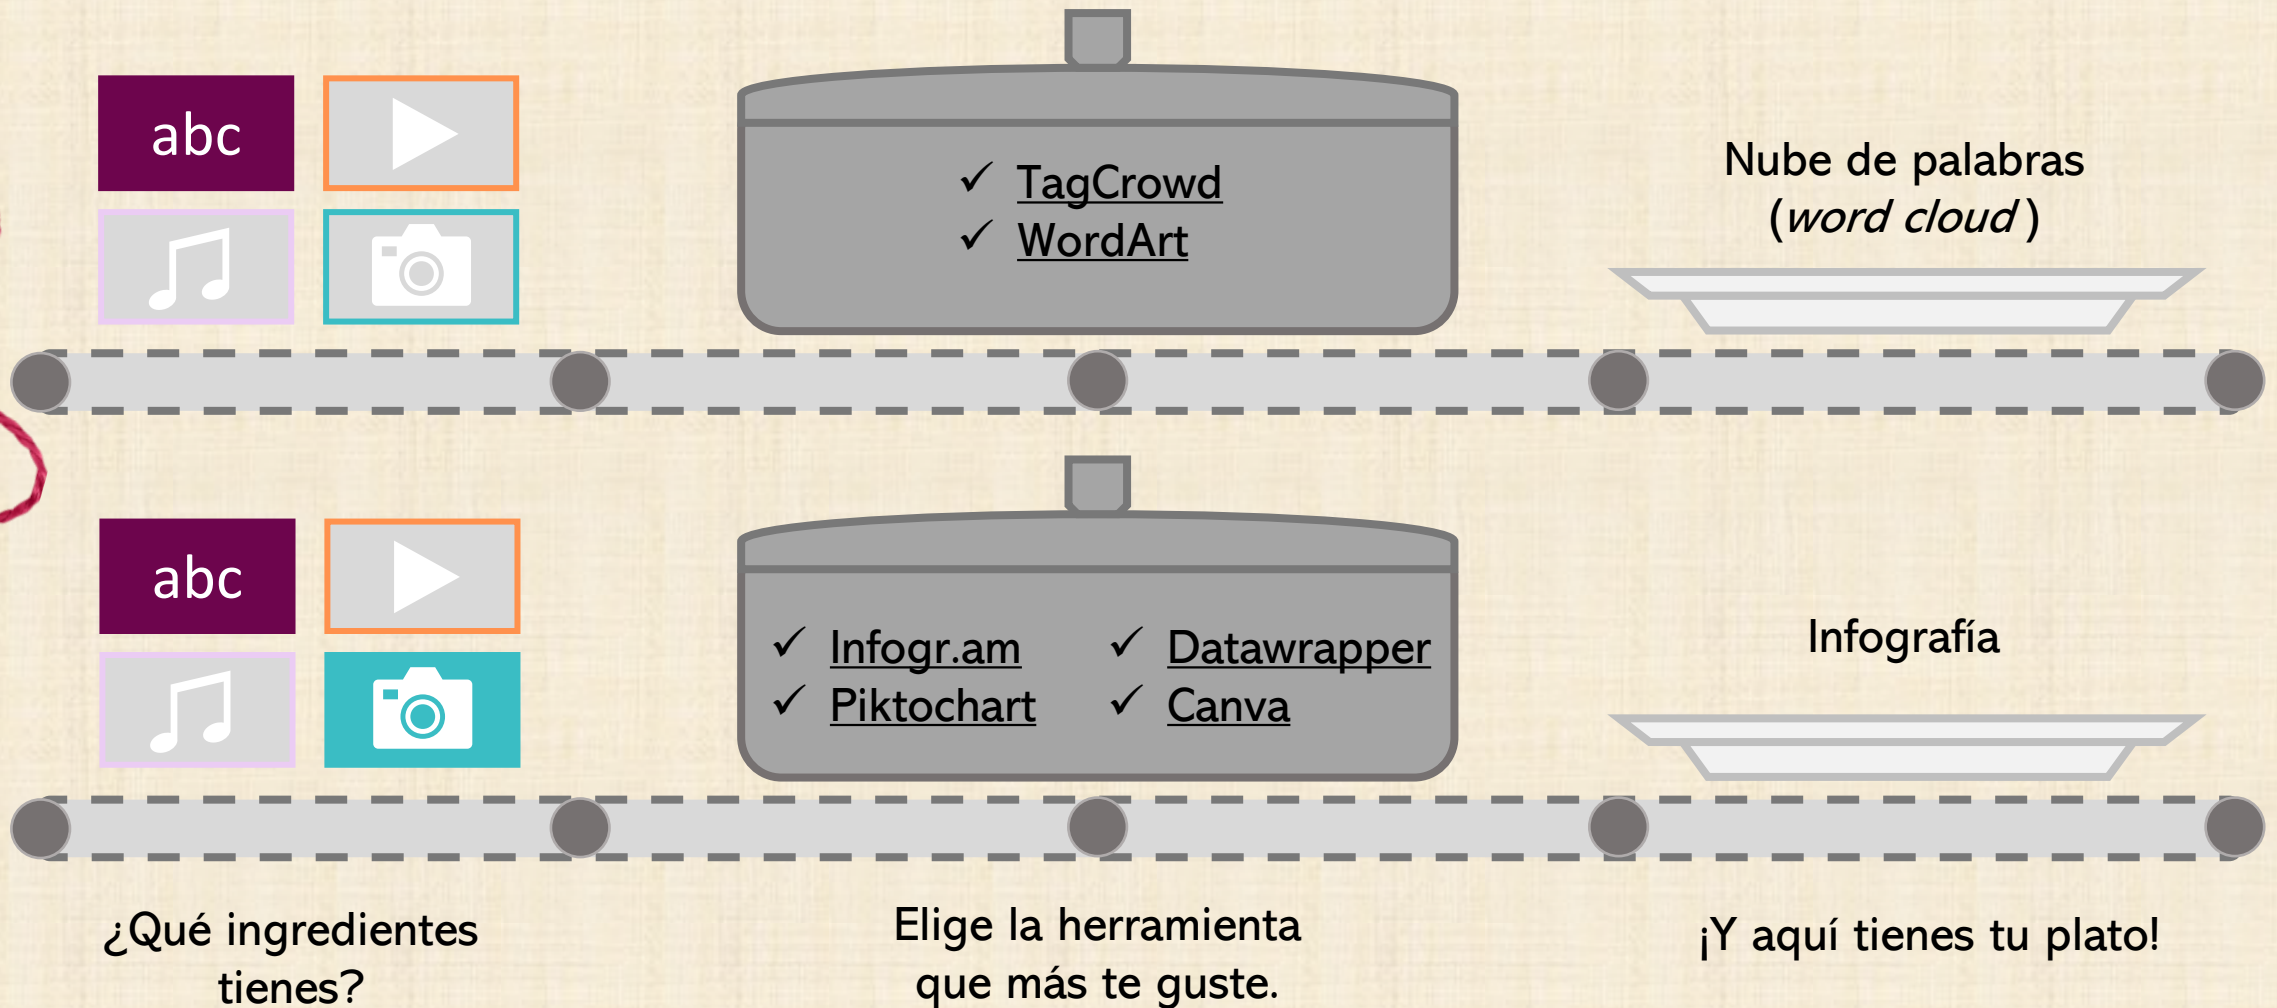 abc
✓ TagCrowd
✓ WordArt
Nube de palabras
(word cloud)
abc
✓ Infogr.am
✓ Piktochart
✓ Datawrapper
✓ Canva
Infografía
¿Qué ingredientes
tienes?
Elige la herramienta
que más te guste.
¡Y aquí tienes tu plato!